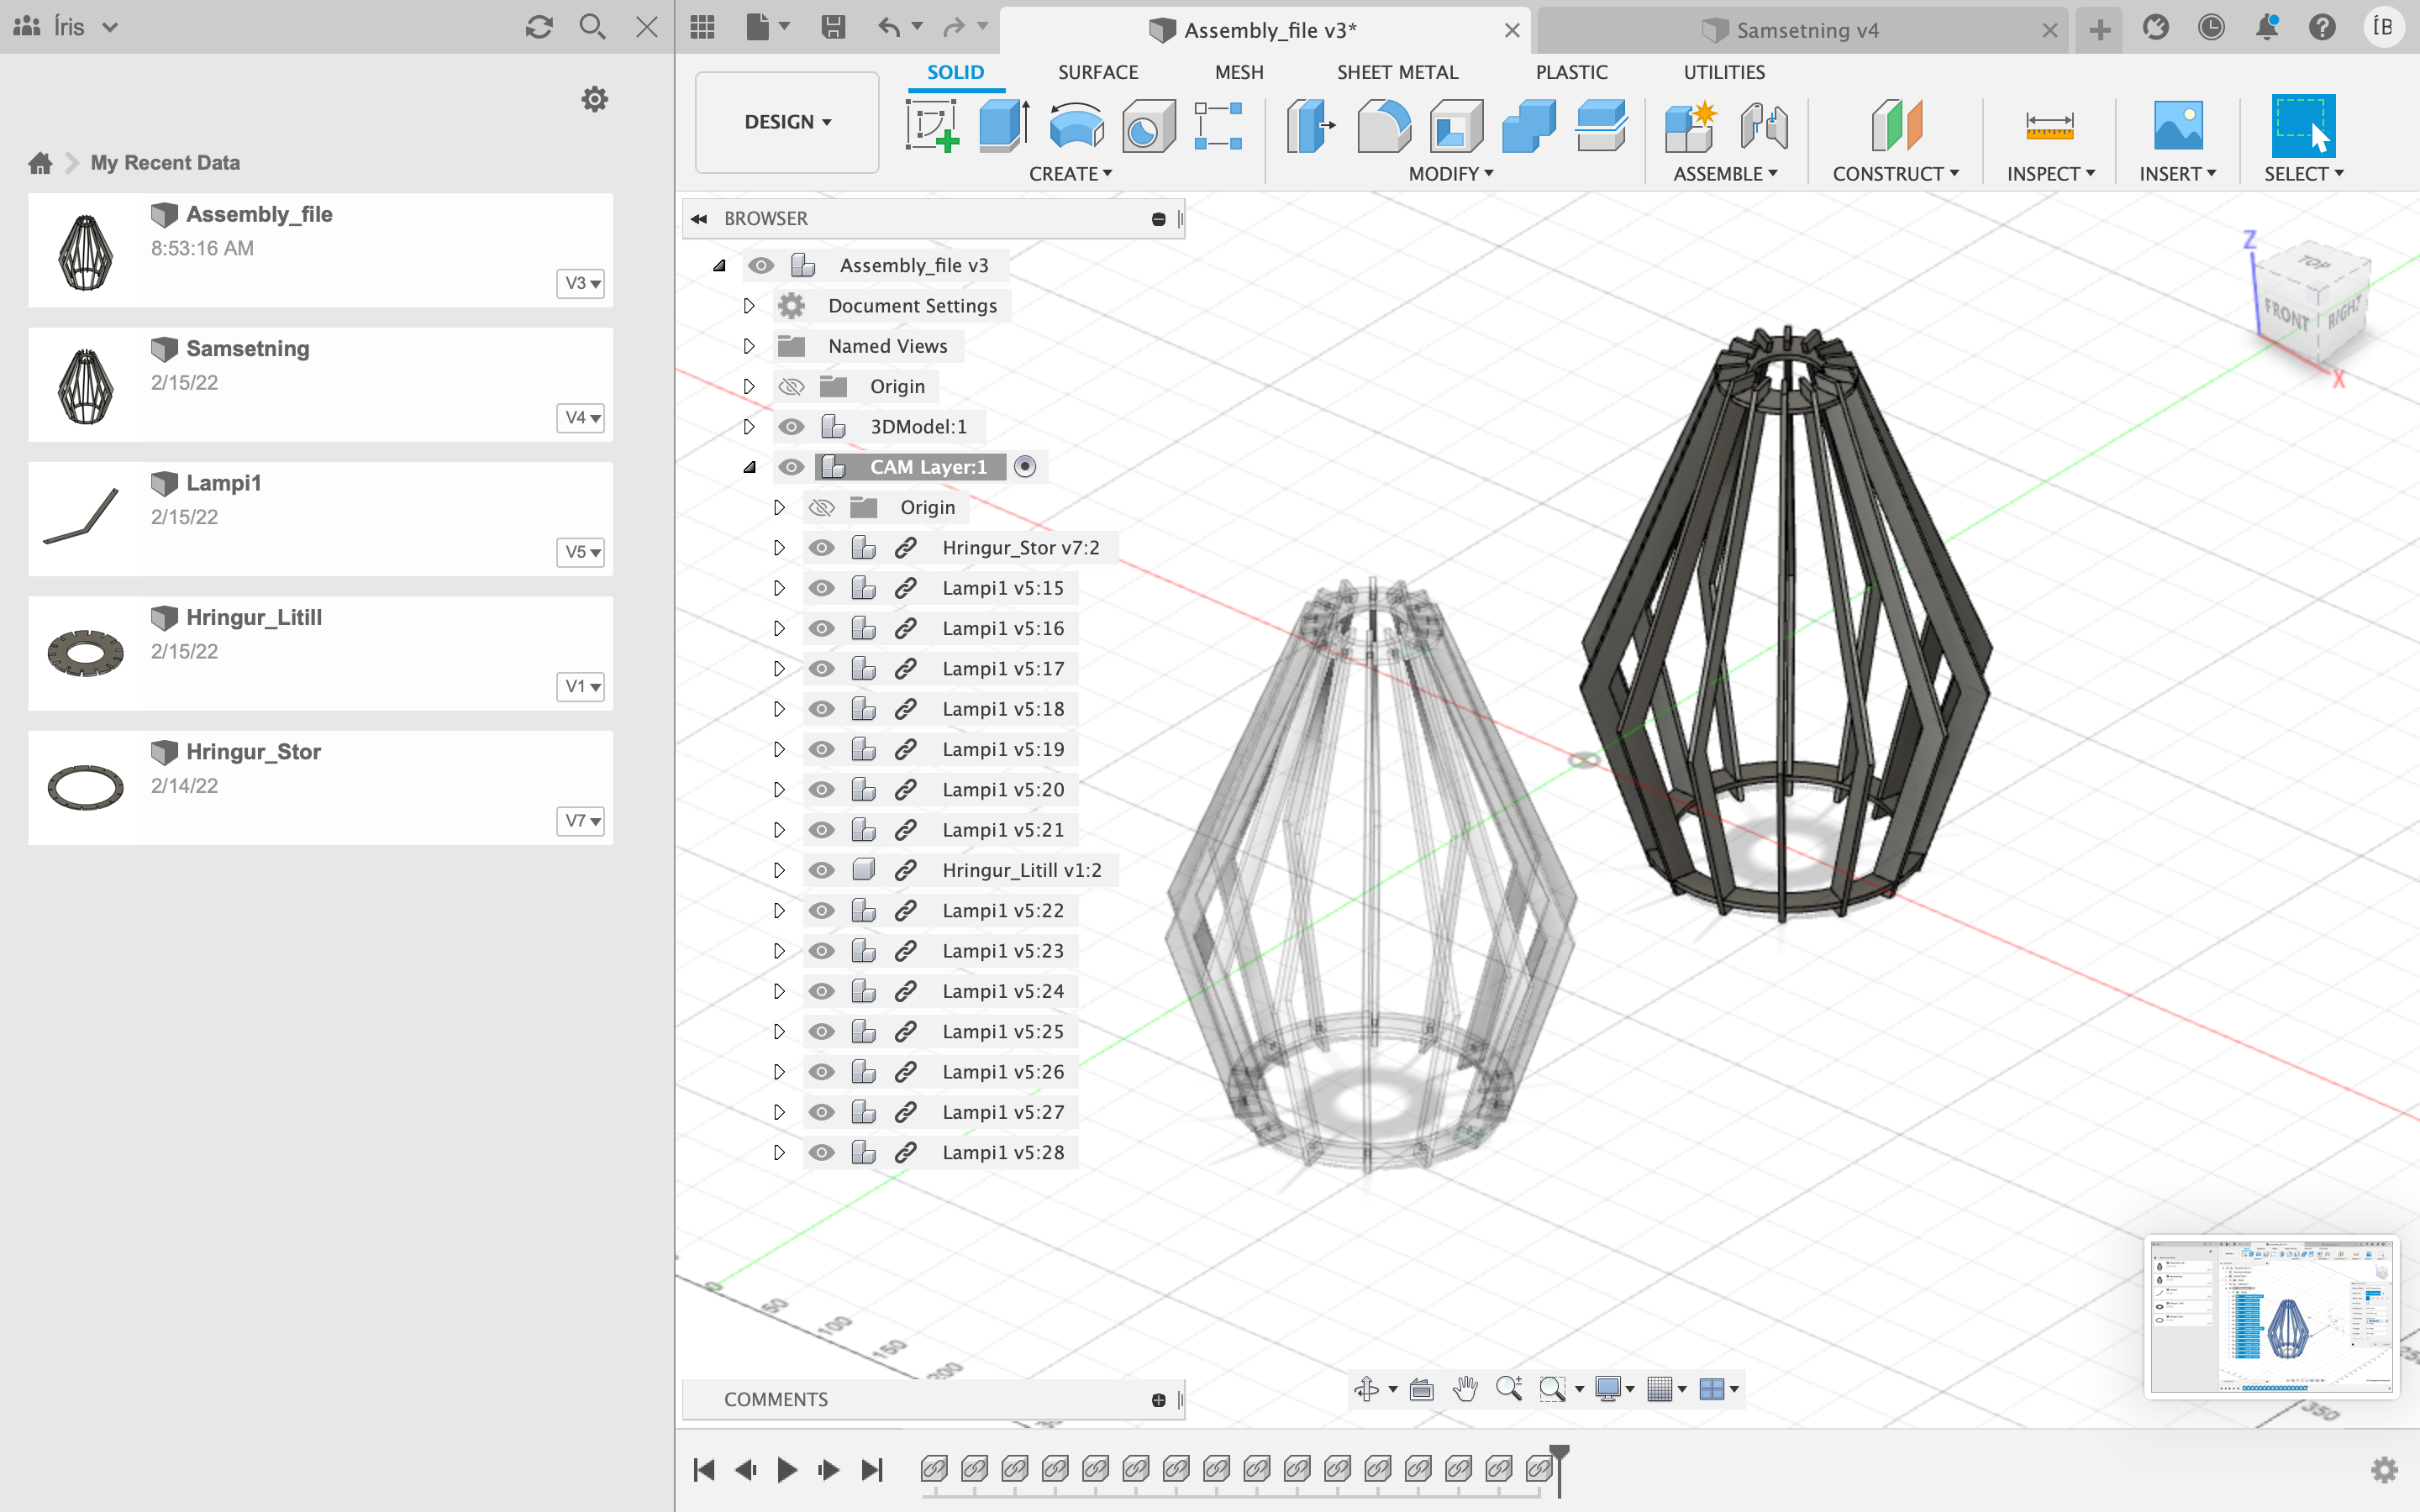 Íris
Assembly_file v3*
Samsetning v4
ÍB
SOLID
SURFACE
MESH
SHEET METAL
PLASTIC
UTILITIES
DESIGN
CREATE
MODIFY
ASSEMBLE
CONSTRUCT
INSPECT
INSERT
SELECT
My Recent Data
Assembly_file
8:53:16 AM
V3
Samsetning
2/15/22
V4
Lampi1
2/15/22
V5
Hringur_Litill
2/15/22
V1
Hringur_Stor
2/14/22
V7
BROWSER
Assembly_file v3
Document Settings
Named Views
Origin
3DModel:1
CAM Layer:1
Origin
Hringur_Stor v7:2
Lampi1 v5:15
Lampi1 v5:16
Lampi1 v5:17
Lampi1 v5:18
Lampi1 v5:19
Lampi1 v5:20
Lampi1 v5:21
Hringur_Litill v1:2
Lampi1 v5:22
Lampi1 v5:23
Lampi1 v5:24
Lampi1 v5:25
Lampi1 v5:26
Lampi1 v5:27
Lampi1 v5:28
Z
TOP
FRONT
RIGHT
X
0
50
100
150
200
350
COMMENTS